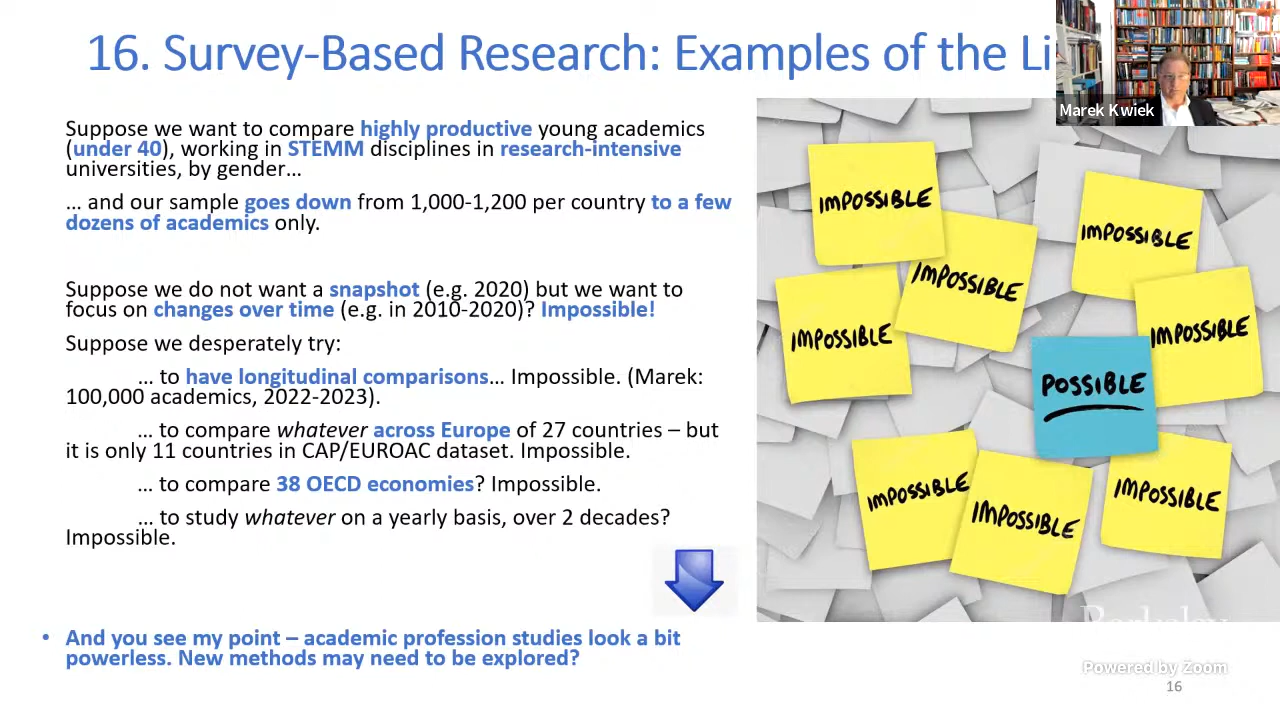 16. Survey-Based Research: Examples of the Li
Marek Kwiek
Suppose we want to compare highly productive young academics
(under 40), working in STEMM disciplines in research-intensive
universities, by gender…
… and our sample goes down from 1,000-1,200 per country to a few
dozens of academics only.
Suppose we do not want a snapshot (e.g. 2020) but we want to
focus on changes over time (e.g. in 2010-2020)? Impossible!
Suppose we desperately try:
… to have longitudinal comparisons… Impossible. (Marek:
100,000 academics, 2022-2023).
… to compare whatever across Europe of 27 countries – but
it is only 11 countries in CAP/EUROAC dataset. Impossible.
… to compare 38 OECD economies? Impossible.
… to study whatever on a yearly basis, over 2 decades?
Impossible.
• And you see my point – academic profession studies look a bit
powerless. New methods may need to be explored?
IMPOSSIBLE
IMPOSSIBLE
IMPOSSIBLE
IMPOSSIBLE
IMPOSSIBLE
IMPOSSIBLE
POSSIBLE
IMPOSSIBLE
IMPOSSIBLE
IMPOSSIBLE
Berkeley
Powered by Zoom
16